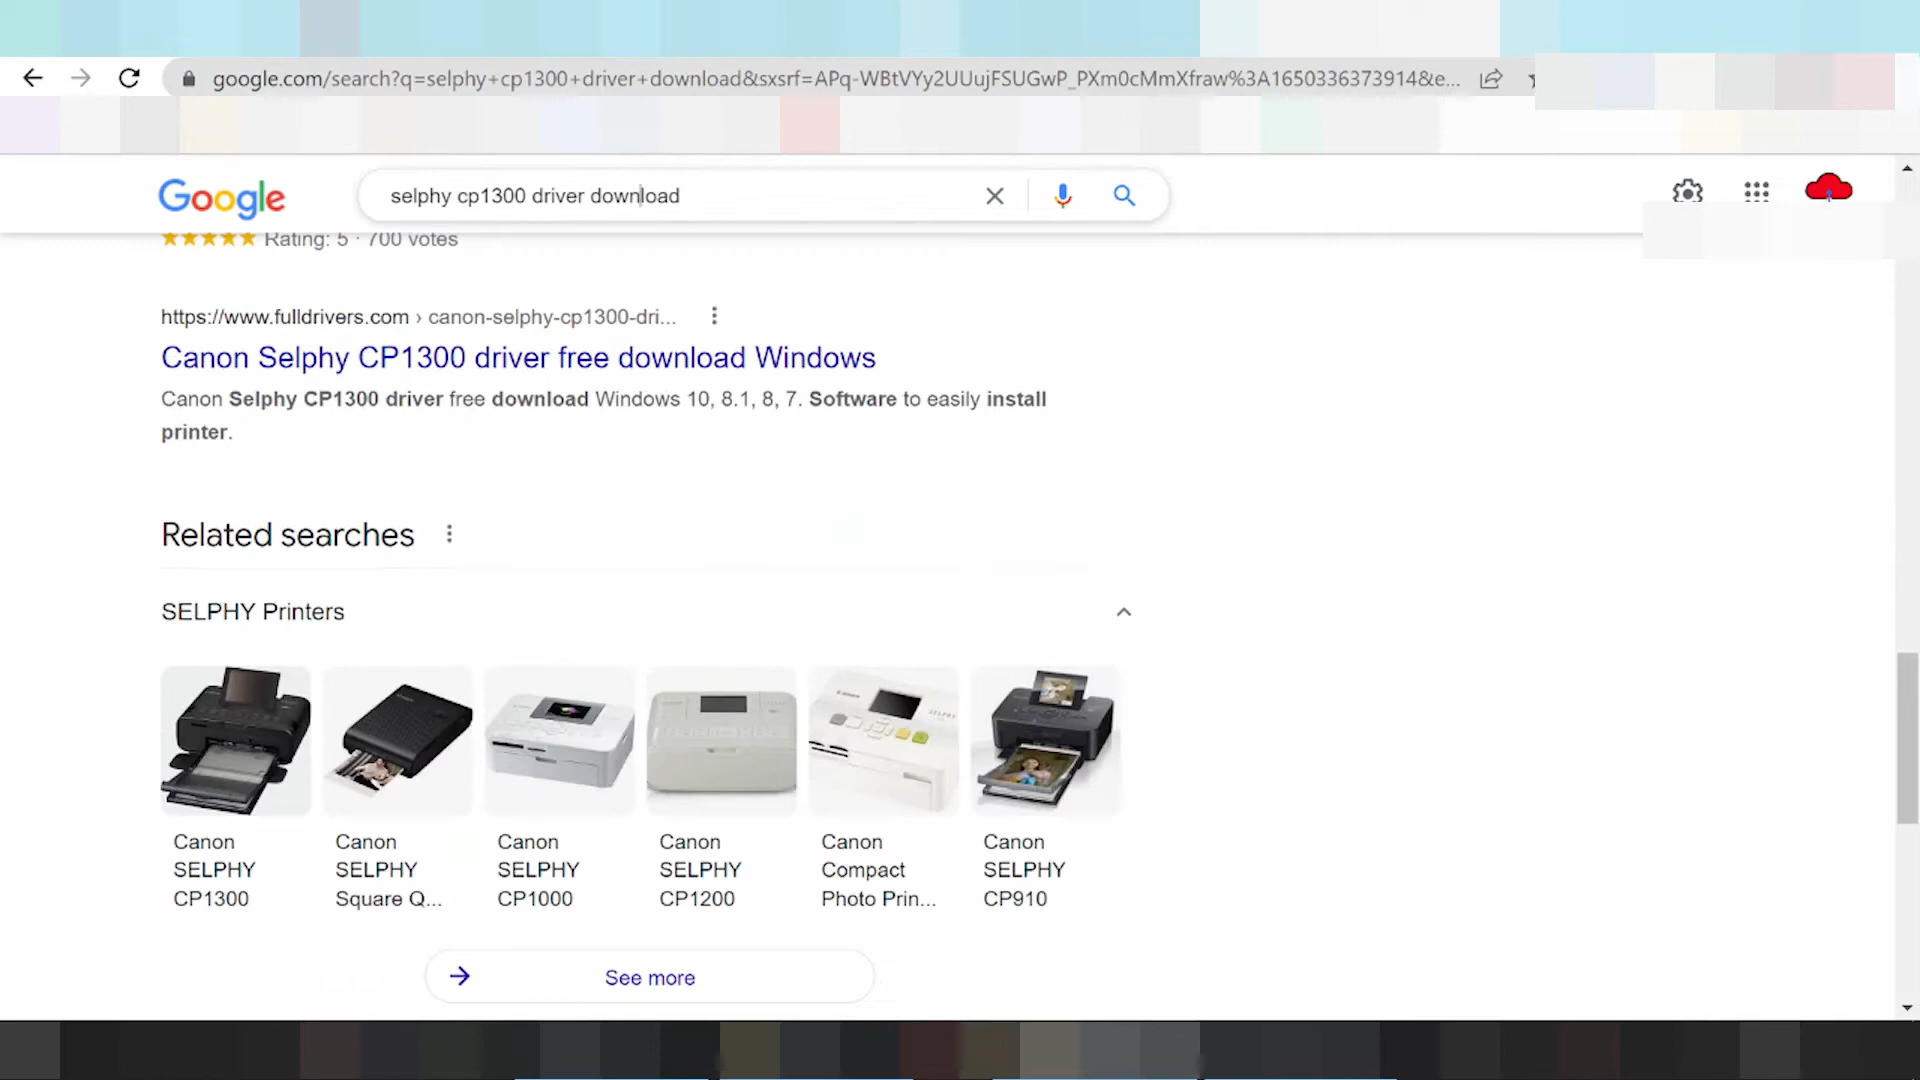 google.com/search?q=selphy+cp1300+driver+download&sxsrf=APq-WBtVYy2UUujFSUGwP_PXm0cMmXfraw%3A1650336373914&e...
Google
selphy cp1300 driver download
Rating: 5 · 700 votes
https://www.fulldrivers.com › canon-selphy-cp1300-dri...
Canon Selphy CP1300 driver free download Windows
Canon Selphy CP1300 driver free download Windows 10, 8.1, 8, 7. Software to easily install
printer.
Related searches
SELPHY Printers
Canon
SELPHY
CP1300
Canon
SELPHY
Square Q...
Canon
SELPHY
CP1000
Canon
SELPHY
CP1200
Canon
Compact
Photo Prin...
Canon
SELPHY
CP910
See more